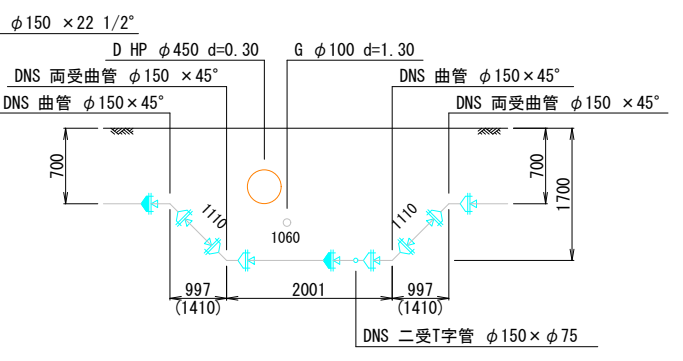 φ150 ×22 1/2°
D HP φ450 d=0.30
G φ100 d=1.30
DNS 両受曲管 φ150 ×45°
DNS 曲管 φ150×45°
DNS 曲管 φ150×45°
DNS 両受曲管 φ150 ×45°
700
700
1700
1110
1060
1110
997
(1410)
2001
997
(1410)
DNS 二受T字管 φ150×φ75